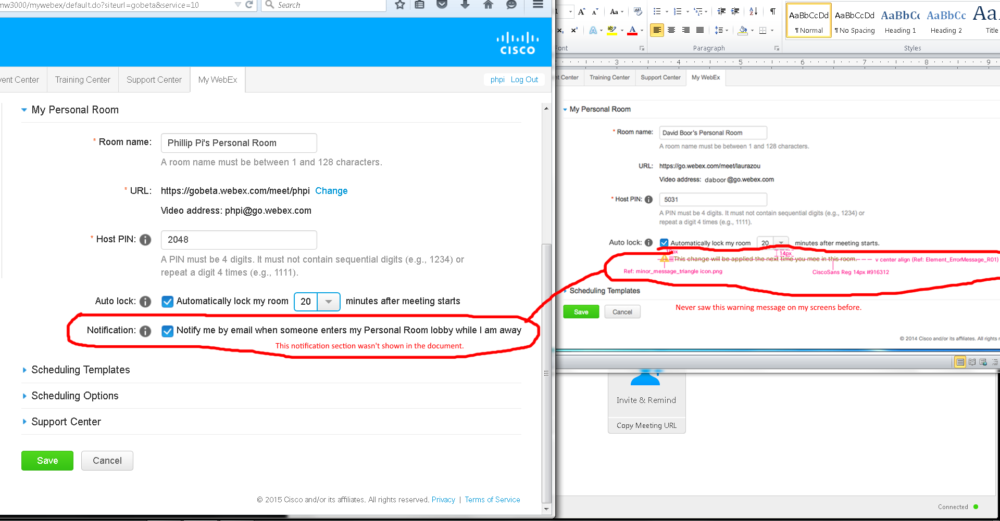 mw3000/mywebex/default.do?siteurl=gobeta&service=10
Search
CISCO
vent Center
Training Center
Support Center
My WebEx
phpi Log Out
My Personal Room
* Room name: Phillip Pi's Personal Room
A room name must be between 1 and 128 characters.
* URL: https://gobeta.webex.com/meet/phpi Change
Video address: phpi@go.webex.com
* Host PIN: 2048
A PIN must be 4 digits. It must not contain sequential digits (e.g., 1234) or
repeat a digit 4 times (e.g., 1111).
Auto lock: Automatically lock my room 20 minutes after meeting starts
Notification: Notify me by email when someone enters my Personal Room lobby while I am away
This notification section wasn't shown in the document.
Scheduling Templates
Scheduling Options
Support Center
Save Cancel
© 2015 Cisco and/or its affiliates. All rights reserved. Privacy | Terms of Service
Aa
AaBbCcDd AaBbCcDd AaBbCc AaBbCc Aa
¶ Normal ¶ No Spacing Heading 1 Heading 2 Title
Font Paragraph Styles
3 4 5 6 7 8 9
nt Center Training Center Support Center My WebEx
My Personal Room
* Room name: David Boor's Personal Room
A room name must be between 1 and 128 characters.
URL: https://go.webex.com/meet/laurazou
Video address: daboor @go.webex.com
* Host PIN: 5031
A PIN must be 4 digits. It must not contain sequential digits (e.g., 1234) or
repeat a digit 4 times (e.g., 1111).
Auto lock: Automatically lock my room 20 minutes after meeting starts.
10px 14px
This change will be applied the next time you mee in this room. v center align (Ref: Element_ErrorMessage_R01)
Ref: minor_message_triangle icon.png CiscoSans Reg 14px #916312
Scheduling Templates
Save Cancel
Never saw this warning message on my screens before.
© 2014 Cisco and/or its affiliates. All rights
Invite & Remind
Copy Meeting URL
Connected